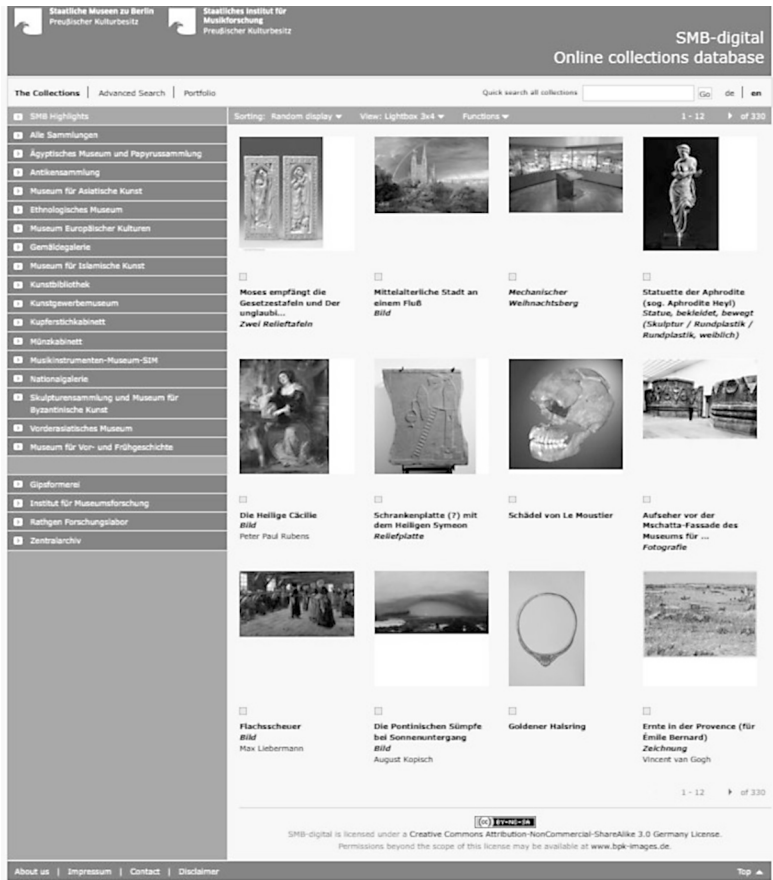 Staatliche Museen zu Berlin
Preußischer Kulturbesitz
Staatliches Institut für
Musikforschung
Preußischer Kulturbesitz
SMB-digital
Online collections database
The Collections | Advanced Search | Portfolio
Quick search all collections Go de | en
SMB Highlights
Sorting: Random display View: Lightbox 3x4 Functions 1 - 12 of 330
Alle Sammlungen
Ägyptisches Museum und Papyrussammlung
Antikensammlung
Museum für Asiatische Kunst
Ethnologisches Museum
Museum Europäischer Kulturen
Gemäldegalerie
Museum für Islamische Kunst
Kunstbibliothek
Kunstgewerbemuseum
Kupferstichkabinett
Münzkabinett
Musikinstrumenten-Museum-SIM
Nationalgalerie
Skulpturensammlung und Museum für
Byzantinische Kunst
Vorderasiatisches Museum
Museum für Vor- und Frühgeschichte
Gipsformerei
Institut für Museumsforschung
Rathgen Forschungslabor
Zentralarchiv
Moses empfängt die
Gesetzestafeln und Der
unglaubi...
Zwei Relieftafeln
Mittelalterliche Stadt an
einem Fluß
Bild
Mechanischer
Weihnachtsberg
Statuette der Aphrodite
(sog. Aphrodite Heyl)
Statue, bekleidet, bewegt
(Skulptur / Rundplastik /
Rundplastik, weiblich)
Die Heilige Cäcilie
Bild
Peter Paul Rubens
Schrankenplatte (?) mit
dem Heiligen Symeon
Reliefplatte
Schädel von Le Moustier
Aufseher vor der
Mschatta-Fassade des
Museums für ...
Fotografie
Flachsscheuer
Bild
Max Liebermann
Die Pontinischen Sümpfe
bei Sonnenuntergang
Bild
August Kopisch
Goldener Halsring
Ernte in der Provence (für
Émile Bernard)
Zeichnung
Vincent van Gogh
1 - 12 of 330
(cc) BY-NC-SA
SMB-digital is licensed under a Creative Commons Attribution-NonCommercial-ShareAlike 3.0 Germany License.
Permissions beyond the scope of this license may be available at www.bpk-images.de.
About us | Impressum | Contact | Disclaimer
Top